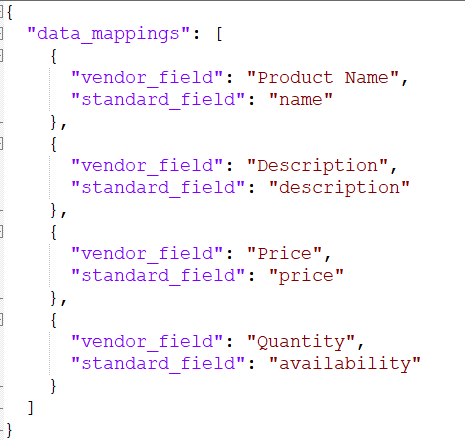 {
  "data_mappings": [
    {
      "vendor_field": "Product Name",
      "standard_field": "name"
    },
    {
      "vendor_field": "Description",
      "standard_field": "description"
    },
    {
      "vendor_field": "Price",
      "standard_field": "price"
    },
    {
      "vendor_field": "Quantity",
      "standard_field": "availability"
    }
  ]
}